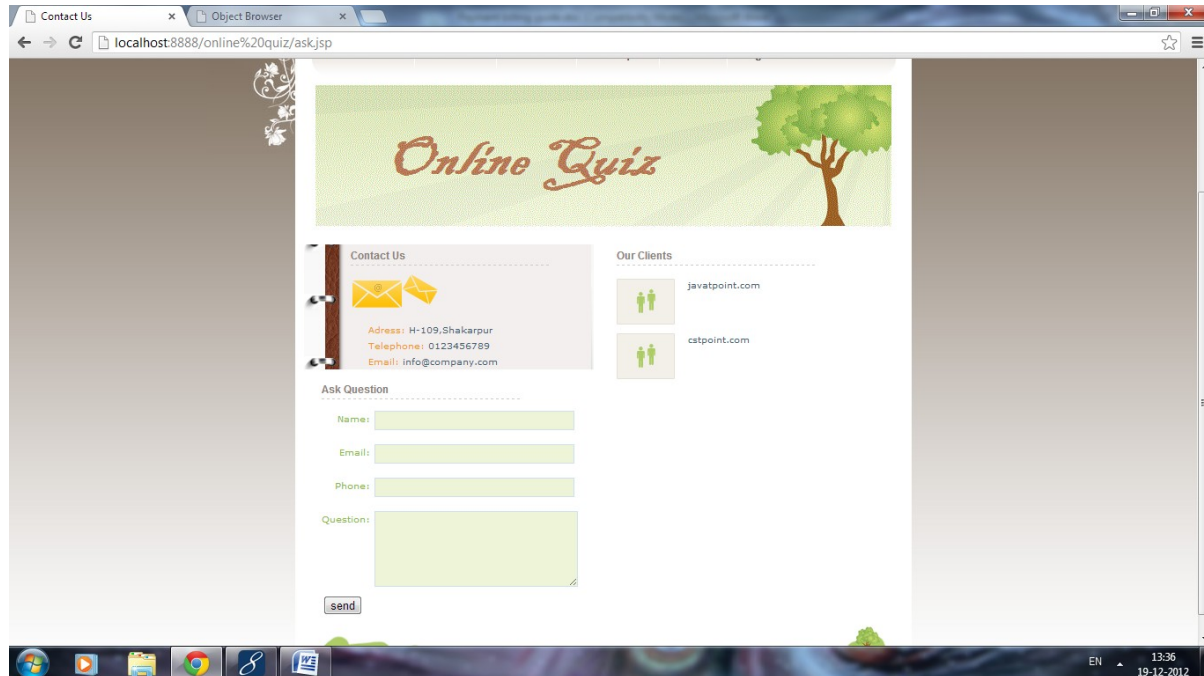 Contact Us
Object Browser
localhost:8888/online%20quiz/ask.jsp
Online Quiz
Contact Us
@
Adress: H-109,Shakarpur
Telephone: 0123456789
Email: info@company.com
Our Clients
javatpoint.com
cstpoint.com
Ask Question
Name:
Email:
Phone:
Question:
send
EN
13:36
19-12-2012